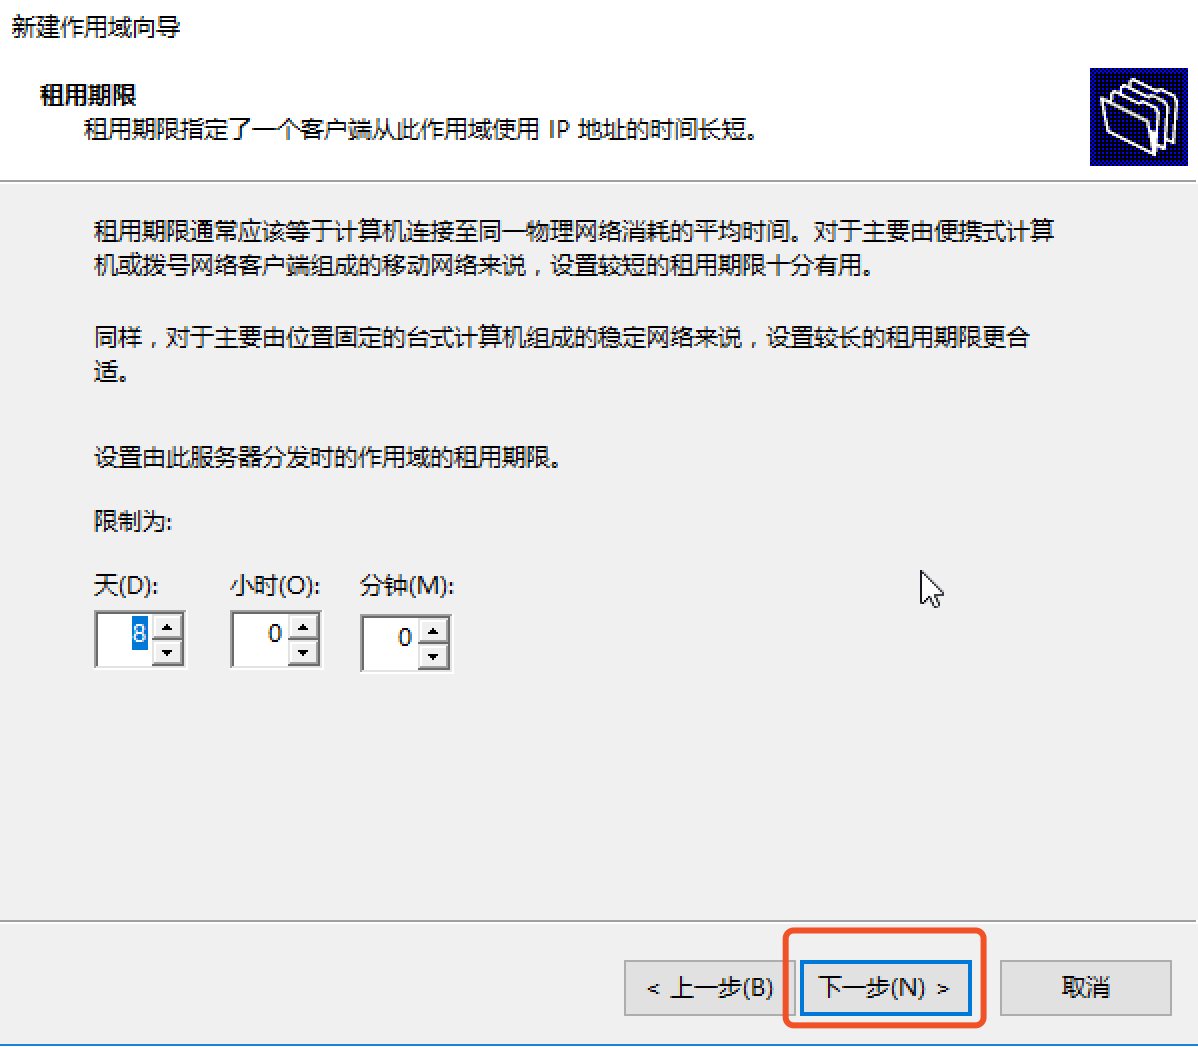 新建作用域向导
租用期限
租用期限指定了一个客户端从此作用域使用 IP 地址的时间长短。
租用期限通常应该等于计算机连接至同一物理网络消耗的平均时间。对于主要由便携式计算
机或拨号网络客户端组成的移动网络来说，设置较短的租用期限十分有用。
同样，对于主要由位置固定的台式计算机组成的稳定网络来说，设置较长的租用期限更合
适。
设置由此服务器分发时的作用域的租用期限。
限制为:
天(D): 小时(O): 分钟(M):
8 0 0
< 上一步(B) 下一步(N) > 取消